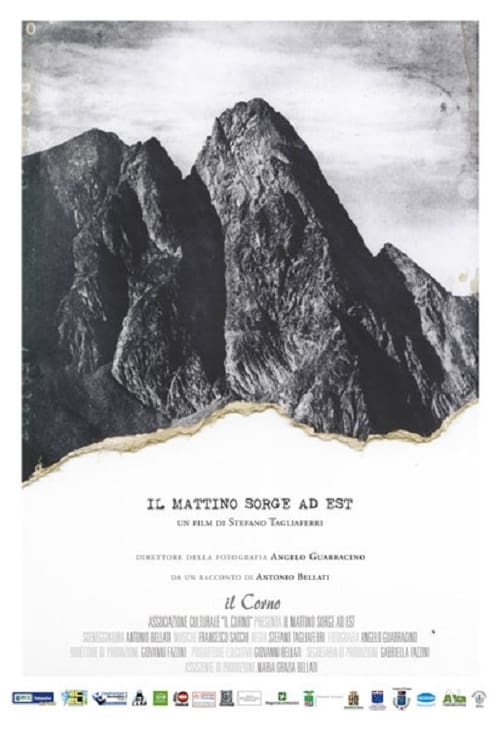 IL MATTINO SORGE AD EST
UN FILM DI STEFANO TAGLIAFERRI
DIRETTORE DELLA FOTOGRAFIA ANGELO GUARRACINO
DA UN RACCONTO DI ANTONIO BELLATI
il Corno
ASSOCIAZIONE CULTURALE "IL CORNO" PRESENTA IL MATTINO SORGE AD EST
SCENEGGIATURA ANTONIO BELLATI MUSICHE FRANCESCO SACCHI REGIA STEFANO TAGLIAFERRI FOTOGRAFIA ANGELO GUARRACINO
DIRETTORE DI PRODUZIONE GIOVANNI FAZZINI PRODUTTORE ESECUTIVO GIOVANNI BELLATI SEGRETARIA DI PRODUZIONE GABRIELLA FAZZINI
ASSISTENTE DI PRODUZIONE MARIA GRAZIA BELLATI